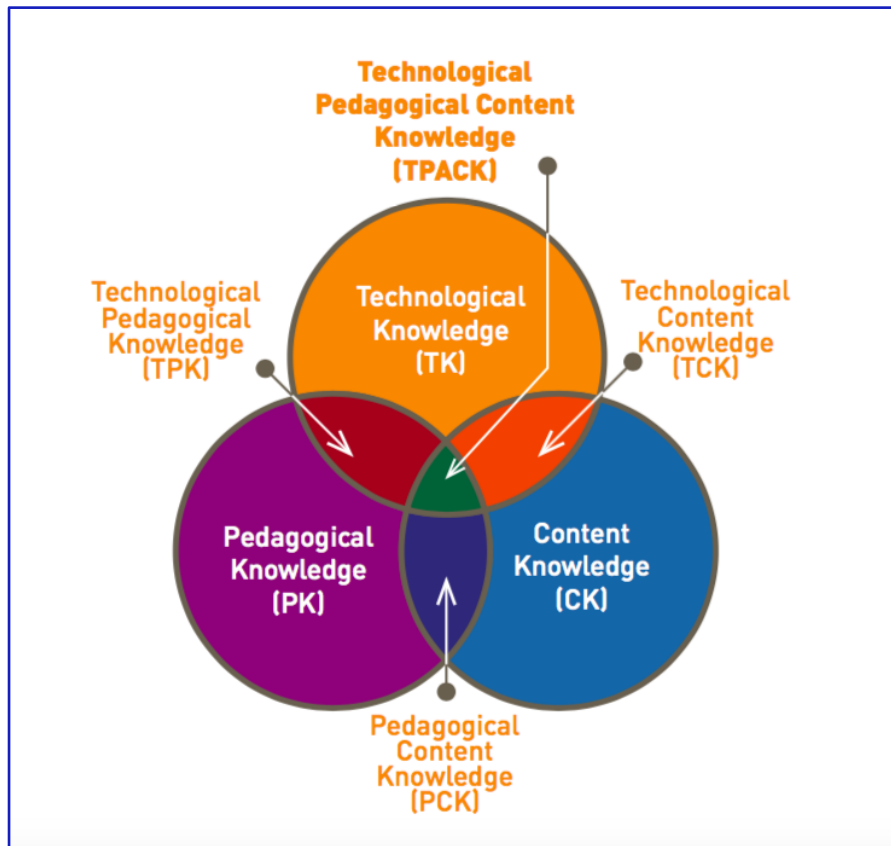 Technological
Pedagogical Content
Knowledge
(TPACK)
Technological
Pedagogical
Knowledge
(TPK)
Technological
Knowledge
(TK)
Technological
Content
Knowledge
(TCK)
Pedagogical
Knowledge
(PK)
Content
Knowledge
(CK)
Pedagogical
Content
Knowledge
(PCK)